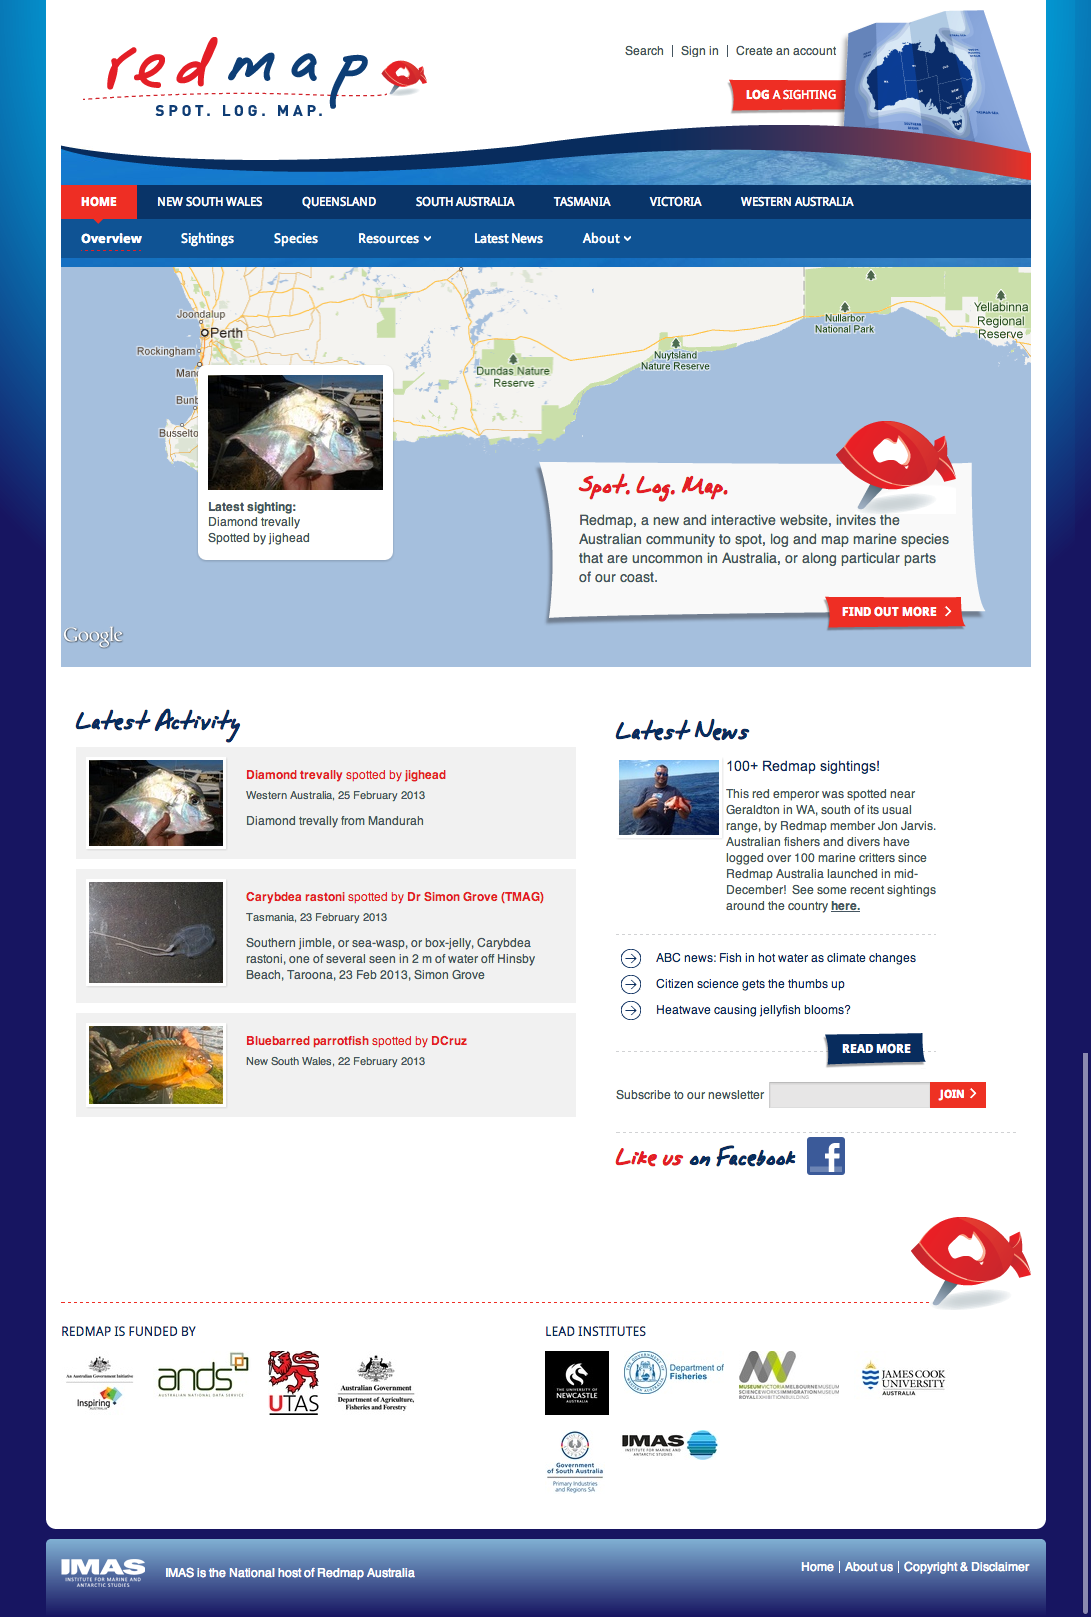 redmap
SPOT. LOG. MAP.
Search | Sign in | Create an account
LOG A SIGHTING
HOME NEW SOUTH WALES QUEENSLAND SOUTH AUSTRALIA TASMANIA VICTORIA WESTERN AUSTRALIA
Overview Sightings Species Resources Latest News About
Joondalup
Perth
Rockingham
Man
Bunt
Busselto
Dundas Nature
Reserve
Nuytsland
Nature Reserve
Nullarbor
National Park
Yellabinna
Regional
Reserve
Latest sighting:
Diamond trevally
Spotted by jighead
Spot. Log. Map.
Redmap, a new and interactive website, invites the
Australian community to spot, log and map marine species
that are uncommon in Australia, or along particular parts
of our coast.
FIND OUT MORE
Google
Latest Activity
Diamond trevally spotted by jighead
Western Australia, 25 February 2013
Diamond trevally from Mandurah
Carybdea rastoni spotted by Dr Simon Grove (TMAG)
Tasmania, 23 February 2013
Southern jimble, or sea-wasp, or box-jelly, Carybdea
rastoni, one of several seen in 2 m of water off Hinsby
Beach, Taroona, 23 Feb 2013, Simon Grove
Bluebarred parrotfish spotted by DCruz
New South Wales, 22 February 2013
Latest News
100+ Redmap sightings!
This red emperor was spotted near
Geraldton in WA, south of its usual
range, by Redmap member Jon Jarvis.
Australian fishers and divers have
logged over 100 marine critters since
Redmap Australia launched in mid-
December! See some recent sightings
around the country here.
ABC news: Fish in hot water as climate changes
Citizen science gets the thumbs up
Heatwave causing jellyfish blooms?
READ MORE
Subscribe to our newsletter
JOIN
Like us on Facebook
f
REDMAP IS FUNDED BY
An Australian Government Initiative
Inspiring
AUSTRALIA
ands
AUSTRALIAN NATIONAL DATA SERVICE
UTAS
Australian Government
Department of Agriculture,
Fisheries and Forestry
LEAD INSTITUTES
THE UNIVERSITY OF
NEWCASTLE
AUSTRALIA
Department of
Fisheries
MUSEUMVICTORIAMELBOURNEMUSEUM
SCIENCEWORKSIMMIGRATIONMUSEUM
ROYALEXHIBITIONBUILDING
JAMES COOK
UNIVERSITY
AUSTRALIA
Government
of South Australia
Primary Industries
and Regions SA
IMAS
INSTITUTE FOR MARINE AND
ANTARCTIC STUDIES
IMAS
INSTITUTE FOR MARINE AND
ANTARCTIC STUDIES
IMAS is the National host of Redmap Australia
Home | About us | Copyright & Disclaimer